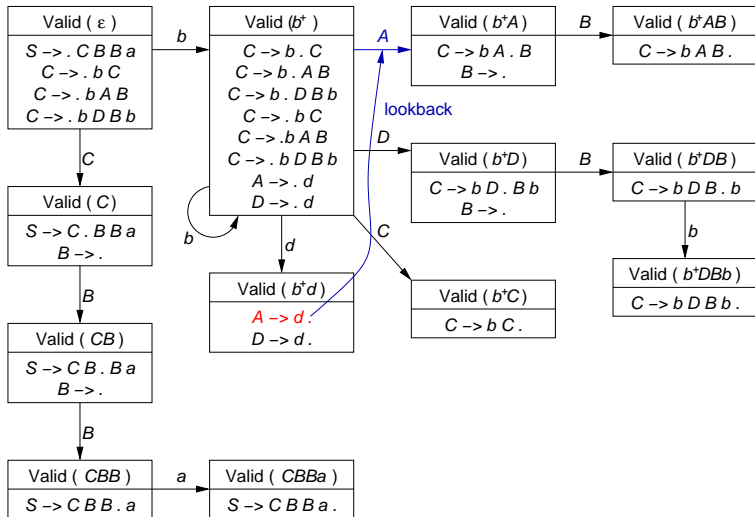 Valid ( ε )
S −> . C B B a
C −> . b C
C −> . b A B
C −> . b D B b
b
Valid (b⁺)
C −> b . C
C −> b . A B
C −> b . D B b
C −> . b C
C −> .b A B
C −> . b D B b
A −> . d
D −> . d
A
Valid ( b⁺A)
C −> b A . B
B −> .
B
Valid ( b⁺AB)
C −> b A B .
lookback
C
D
Valid ( b⁺D)
C −> b D . B b
B −> .
B
Valid ( b⁺DB)
C −> b D B . b
Valid ( C)
S −> C . B B a
B −> .
b
d
C
b
Valid ( b⁺d)
A −> d .
D −> d .
Valid ( b⁺C)
C −> b C .
Valid ( b⁺DBb)
C −> b D B b .
B
Valid ( CB)
S −> C B . B a
B −> .
B
Valid ( CBB)
S −> C B B . a
a
Valid ( CBBa)
S −> C B B a .